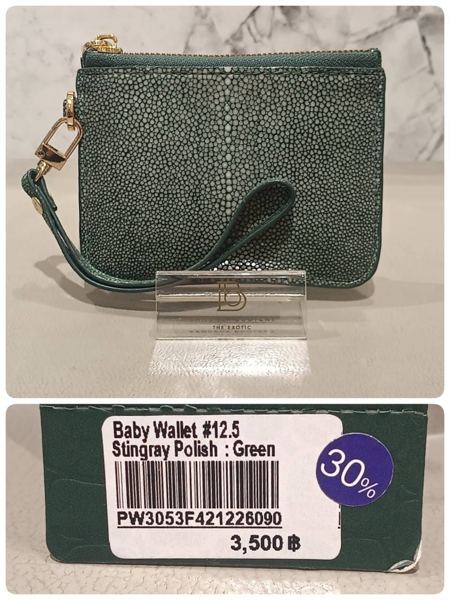 THE EXOTIC
Baby Wallet #12.5
Stingray Polish : Green
30%
PW3053F421226090
3,500 ฿